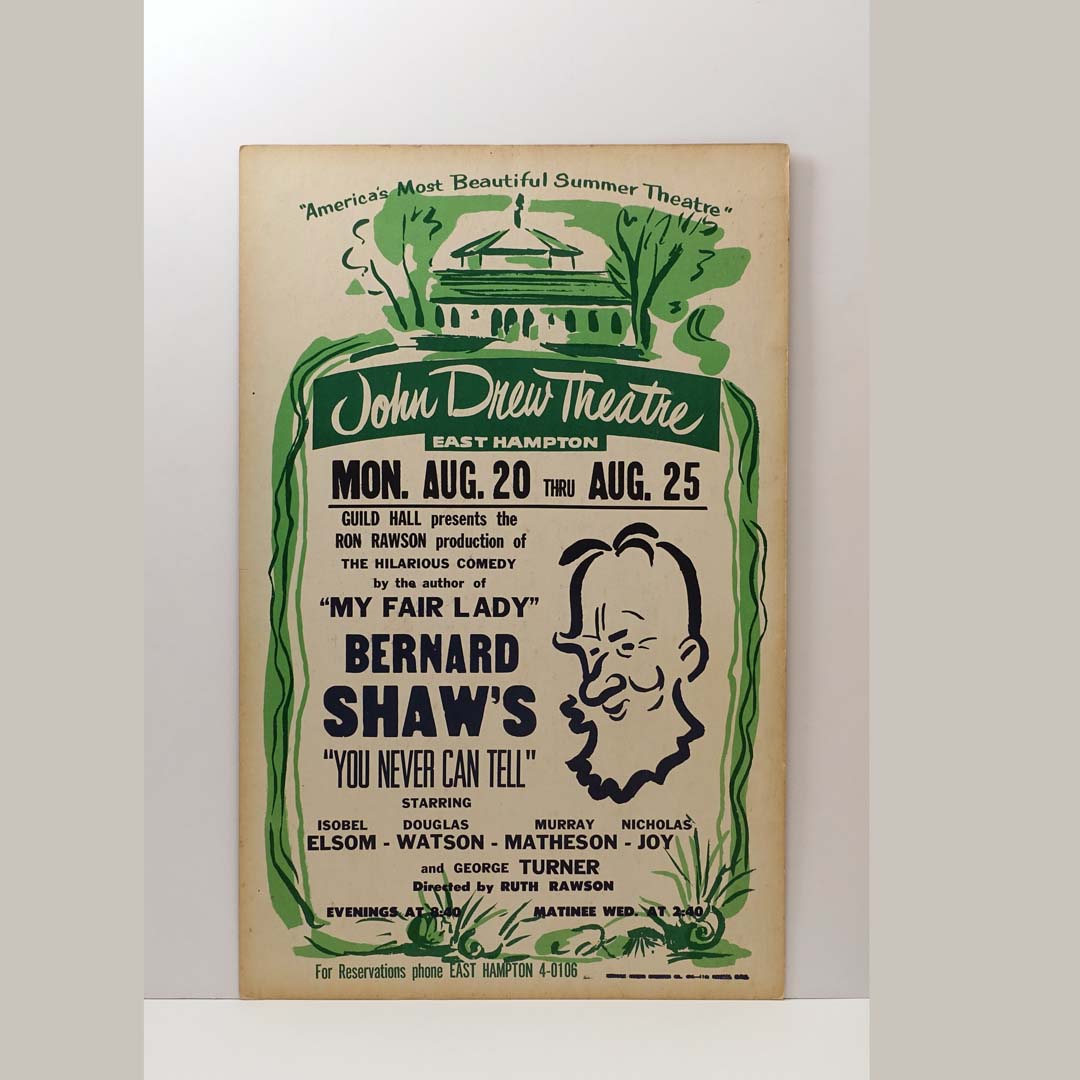 "America's Most Beautiful Summer Theatre"
John Drew Theatre
EAST HAMPTON
MON. AUG. 20 THRU AUG. 25
GUILD HALL presents the
RON RAWSON production of
THE HILARIOUS COMEDY
by the author of
"MY FAIR LADY"
BERNARD
SHAW'S
"YOU NEVER CAN TELL"
STARRING
ISOBEL DOUGLAS MURRAY NICHOLAS
ELSOM - WATSON - MATHESON - JOY
and GEORGE TURNER
Directed by RUTH RAWSON
EVENINGS AT 8:40 MATINEE WED. AT 2:40
For Reservations phone EAST HAMPTON 4-0106